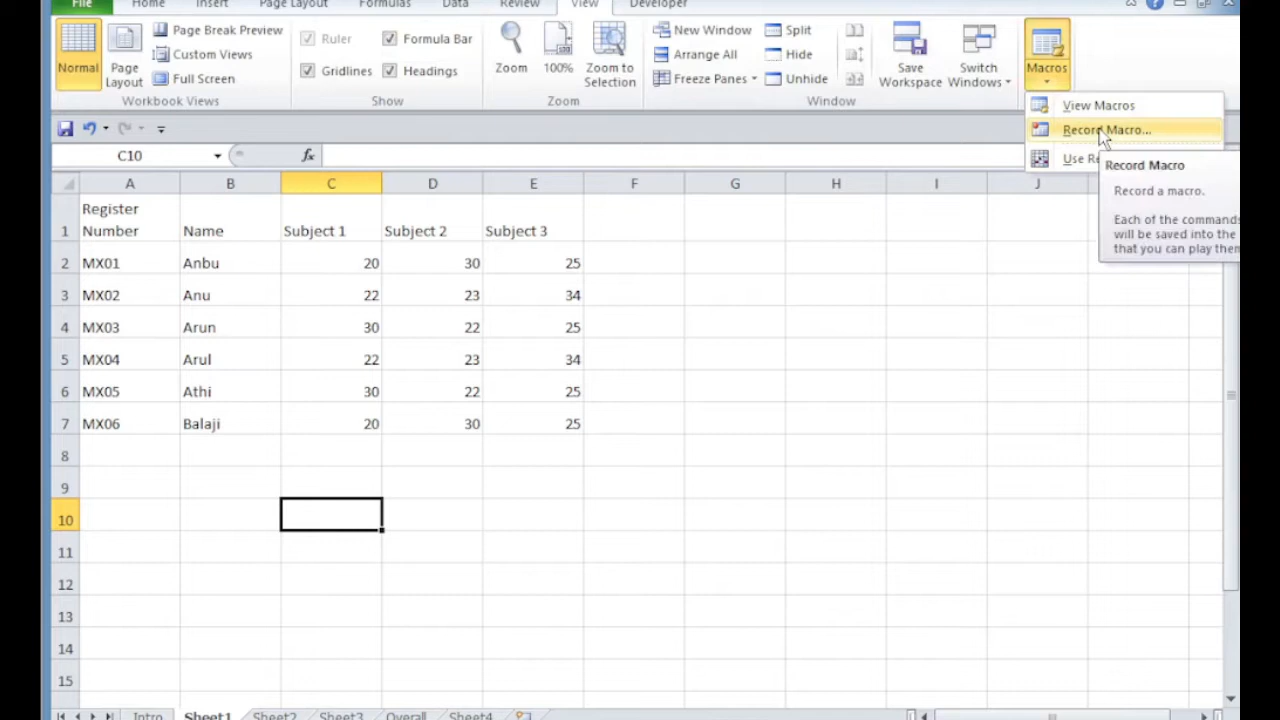 File Home Insert Page Layout Formulas Data Review View Developer
Normal Page Layout Page Break Preview Custom Views Full Screen
Workbook Views
Ruler Formula Bar
Gridlines Headings
Show
Zoom 100% Zoom to Selection
Zoom
New Window Split
Arrange All Hide
Freeze Panes Unhide
Save Workspace Switch Windows
Window
Macros
View Macros
Record Macro...
Use Re
Record Macro
Record a macro.
Each of the commands
will be saved into the
that you can play them
C10 fx
A B C D E F G H I J
Register
1 Number Name Subject 1 Subject 2 Subject 3
2 MX01 Anbu 20 30 25
3 MX02 Anu 22 23 34
4 MX03 Arun 30 22 25
5 MX04 Arul 22 23 34
6 MX05 Athi 30 22 25
7 MX06 Balaji 20 30 25
8
9
10
11
12
13
14
15
Intro Sheet1 Sheet2 Sheet3 Overall Sheet4